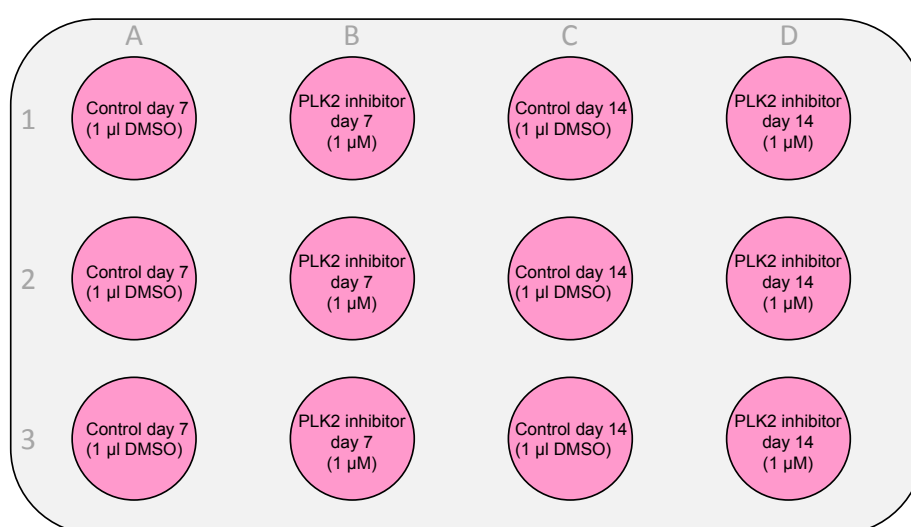 A B C D
1
Control day 7
(1 µl DMSO)
PLK2 inhibitor
day 7
(1 µM)
Control day 14
(1 µl DMSO)
PLK2 inhibitor
day 14
(1 µM)
2
Control day 7
(1 µl DMSO)
PLK2 inhibitor
day 7
(1 µM)
Control day 14
(1 µl DMSO)
PLK2 inhibitor
day 14
(1 µM)
3
Control day 7
(1 µl DMSO)
PLK2 inhibitor
day 7
(1 µM)
Control day 14
(1 µl DMSO)
PLK2 inhibitor
day 14
(1 µM)